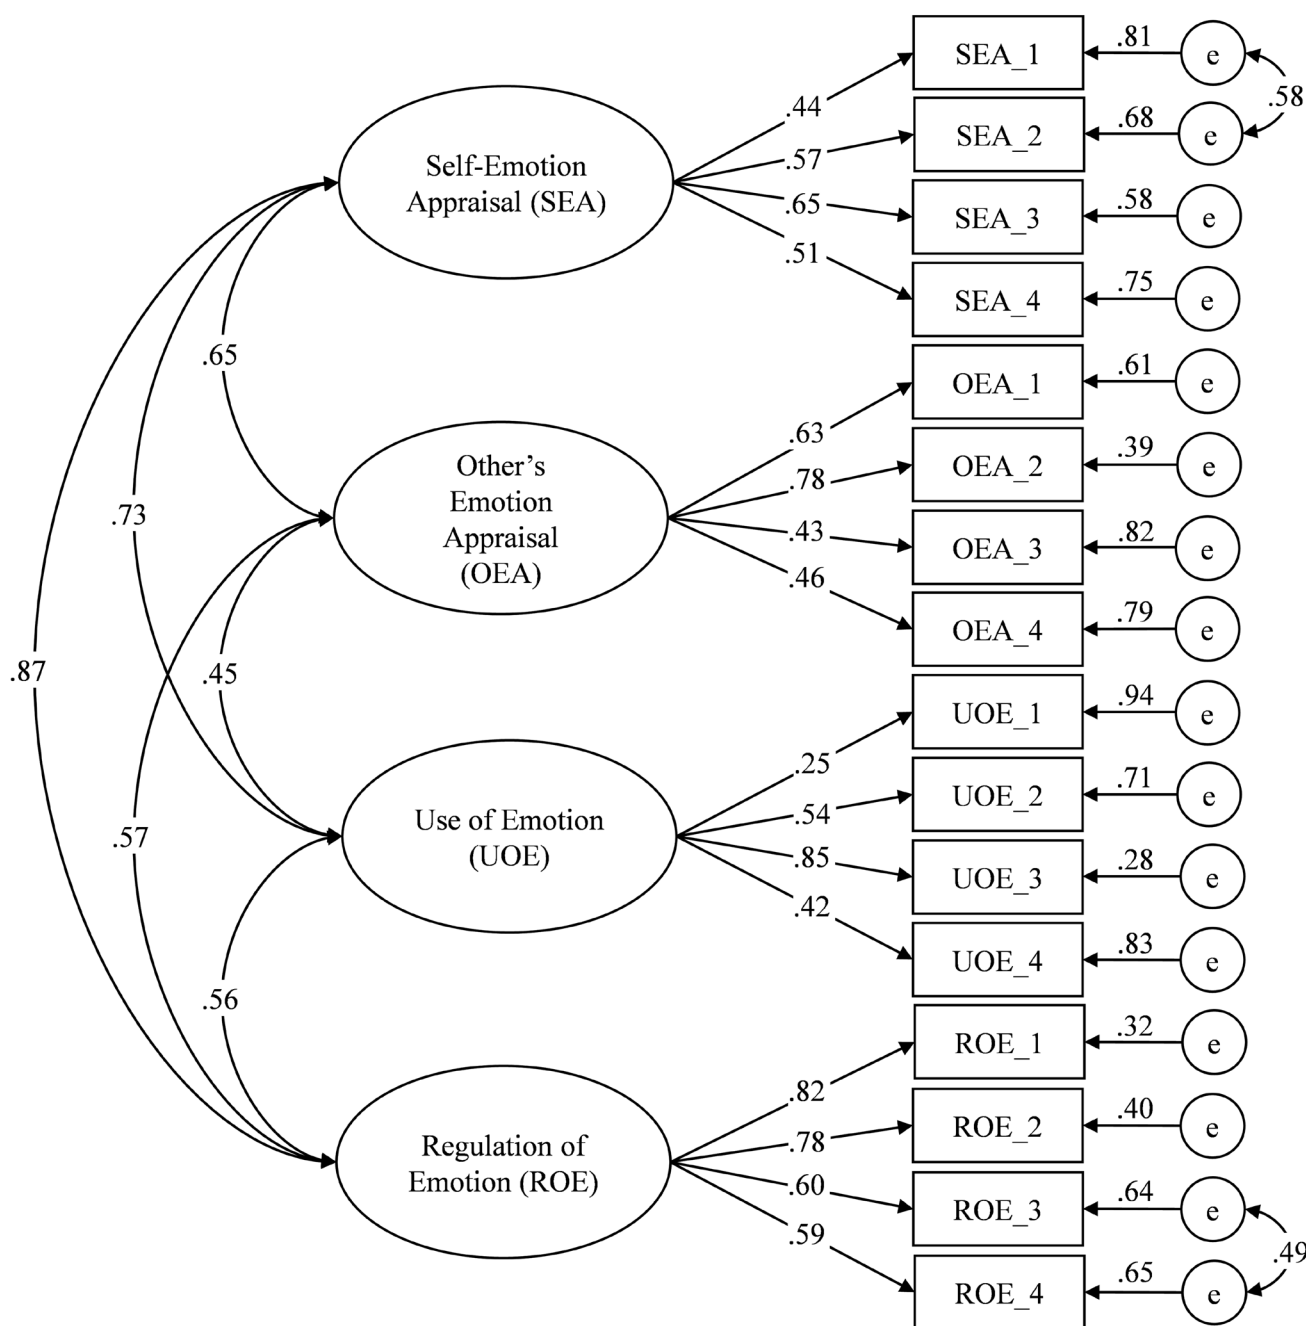 SEA_1
.81
e
.58
.44
SEA_2
.68
e
.57
Self-Emotion
Appraisal (SEA)
.65
SEA_3
.58
e
.51
SEA_4
.75
e
.65
OEA_1
.61
e
.63
Other's
Emotion
Appraisal
(OEA)
.78
OEA_2
.39
e
.73
.43
OEA_3
.82
e
.46
OEA_4
.79
e
.87
.45
UOE_1
.94
e
.25
Use of Emotion
(UOE)
.54
UOE_2
.71
e
.57
.85
UOE_3
.28
e
.42
UOE_4
.83
e
.56
ROE_1
.32
e
.82
Regulation of
Emotion (ROE)
.78
ROE_2
.40
e
.60
ROE_3
.64
e
.49
.59
ROE_4
.65
e